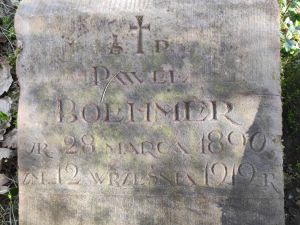 Ś P
PAWEŁ
BOEHMER
UR. 28 MARCA 1890
ZM. 12 WRZEŚNIA 1919 R